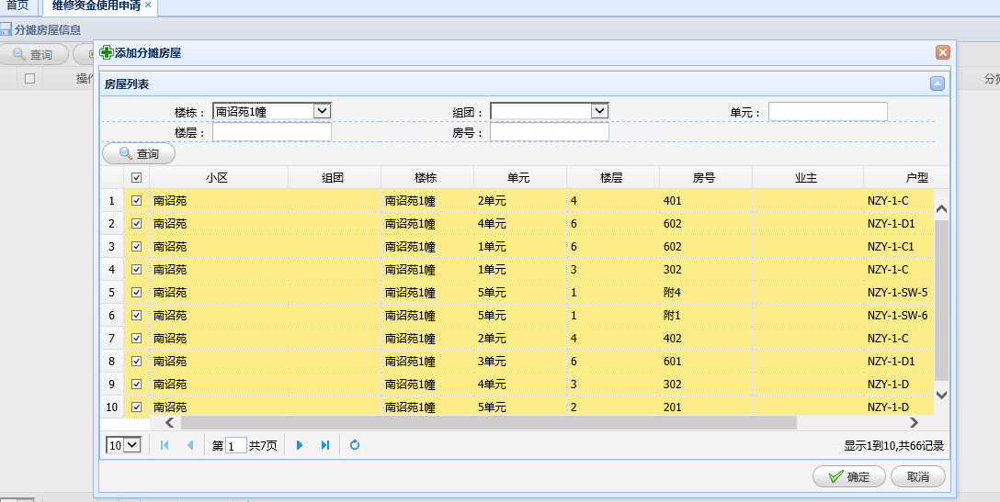 首页 维修资金使用申请 ×
分摊房屋信息
查询
操作
添加分摊房屋
房屋列表
楼栋： 南诏苑1幢 组团： 单元：
楼层： 房号：
查询
小区 组团 楼栋 单元 楼层 房号 业主 户型
1 南诏苑 南诏苑1幢 2单元 4 401 NZY-1-C
2 南诏苑 南诏苑1幢 4单元 6 602 NZY-1-D1
3 南诏苑 南诏苑1幢 1单元 6 602 NZY-1-C1
4 南诏苑 南诏苑1幢 1单元 3 302 NZY-1-C
5 南诏苑 南诏苑1幢 5单元 1 附4 NZY-1-SW-5
6 南诏苑 南诏苑1幢 5单元 1 附1 NZY-1-SW-6
7 南诏苑 南诏苑1幢 2单元 4 402 NZY-1-C
8 南诏苑 南诏苑1幢 3单元 6 601 NZY-1-D1
9 南诏苑 南诏苑1幢 4单元 3 302 NZY-1-D
10 南诏苑 南诏苑1幢 5单元 2 201 NZY-1-D
10 第 1 共7页 显示1到10,共66记录
确定 取消